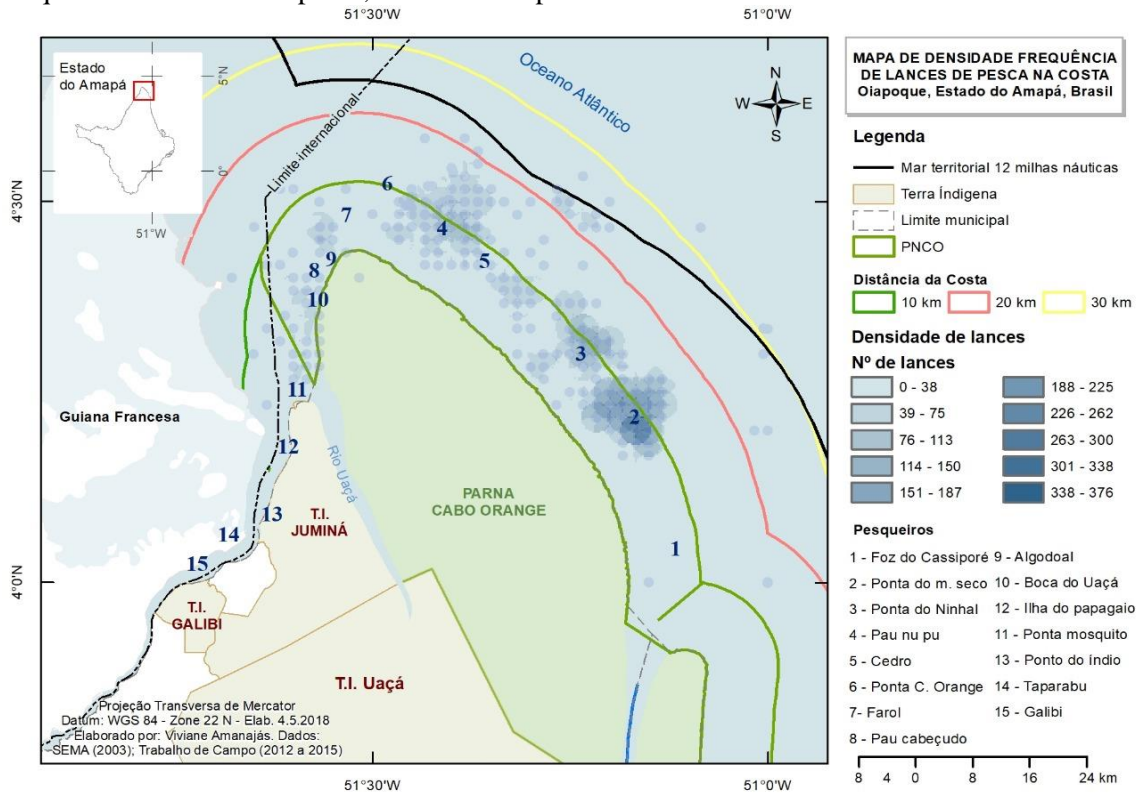 51°30'W
51°0'W
Estado
do Amapá
5°N
0°
51°W
Oceano Atlântico
Limite internacional
4°30'N
4°0'N
6
7
4
9
5
8
10
3
11
2
12
13
14
15
1
Guiana Francesa
Rio Uaçá
PARNA
CABO ORANGE
T.I.
JUMINÁ
T.I.
GALIBI
T.I. Uaçá
Projeção Transversa de Mercator
Datum: WGS 84 - Zone 22 N - Elab. 4.5.2018
Elaborado por: Viviane Amanajás. Dados:
SEMA (2003); Trabalho de Campo (2012 a 2015)
51°30'W
51°0'W
N
W E
S
MAPA DE DENSIDADE FREQUÊNCIA
DE LANCES DE PESCA NA COSTA
Oiapoque, Estado do Amapá, Brasil
Legenda
Mar territorial 12 milhas náuticas
Terra Índigena
Limite municipal
PNCO
Distância da Costa
10 km 20 km 30 km
Densidade de lances
Nº de lances
0 - 38 188 - 225
39 - 75 226 - 262
76 - 113 263 - 300
114 - 150 301 - 338
151 - 187 338 - 376
Pesqueiros
1 - Foz do Cassiporé 9 - Algodoal
2 - Ponta do m. seco 10 - Boca do Uaçá
3 - Ponta do Ninhal 12 - Ilha do papagaio
4 - Pau nu pu 11 - Ponta mosquito
5 - Cedro 13 - Ponto do índio
6 - Ponta C. Orange 14 - Taparabu
7- Farol 15 - Galibi
8 - Pau cabeçudo
8 4 0 8 16 24 km